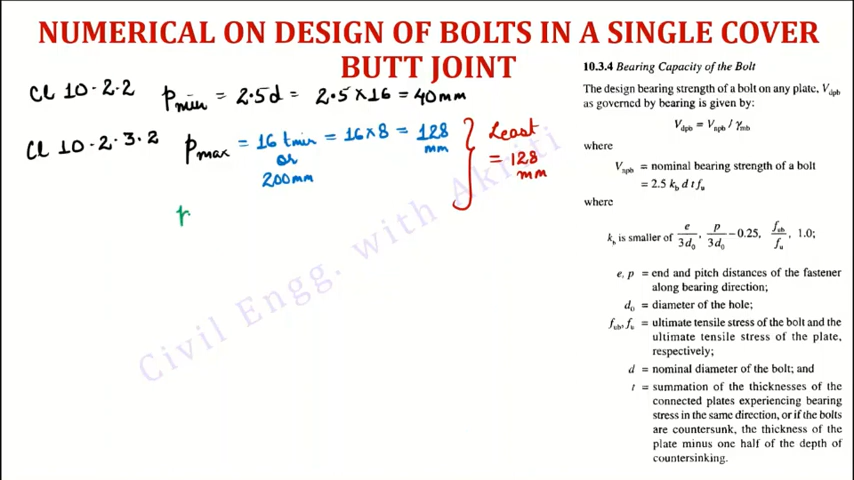 NUMERICAL ON DESIGN OF BOLTS IN A SINGLE COVER
BUTT JOINT
Cl 10.2.2 Pmin = 2.5d = 2.5 × 16 = 40mm
Cl 10.2.3.2 Pmax = 16 tmin = 16×8 = 128 mm
or
200mm
Least
= 128
mm
Civil Engg. with Akriti
10.3.4 Bearing Capacity of the Bolt
The design bearing strength of a bolt on any plate, Vdpb
as governed by bearing is given by:
Vdpb = Vnpb / γmb
where
Vnpb = nominal bearing strength of a bolt
= 2.5 kb d t fu
where
kb is smaller of e/3d0, p/3d0 − 0.25, fub/fu, 1.0;
e, p = end and pitch distances of the fastener
along bearing direction;
d0 = diameter of the hole;
fub, fu = ultimate tensile stress of the bolt and the
ultimate tensile stress of the plate,
respectively;
d = nominal diameter of the bolt; and
t = summation of the thicknesses of the
connected plates experiencing bearing
stress in the same direction, or if the bolts
are countersunk, the thickness of the
plate minus one half of the depth of
countersinking.